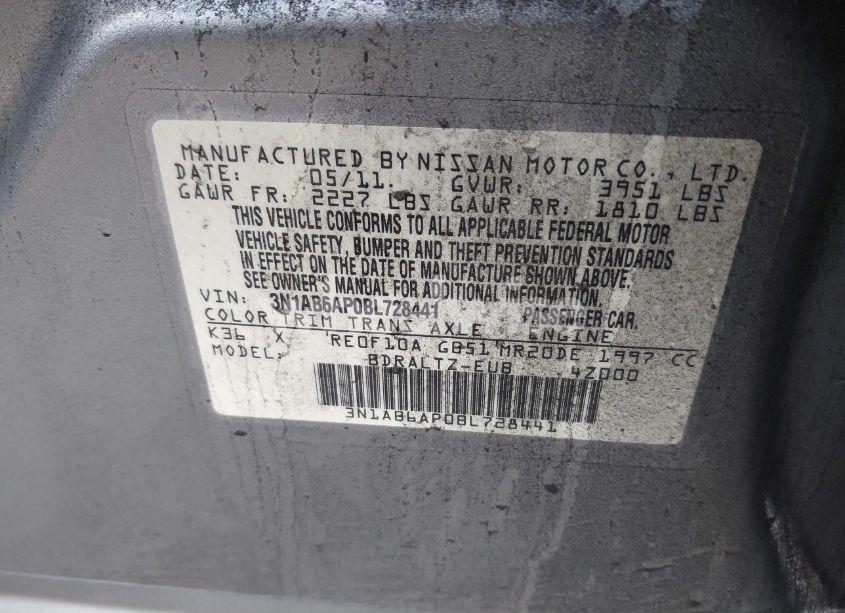 MANUFACTURED BY NISSAN MOTOR CO., LTD.
DATE: 05/11. GVWR: 3951 LBS
GAWR FR: 2227 LBS GAWR RR: 1810 LBS
THIS VEHICLE CONFORMS TO ALL APPLICABLE FEDERAL MOTOR
VEHICLE SAFETY, BUMPER AND THEFT PREVENTION STANDARDS
IN EFFECT ON THE DATE OF MANUFACTURE SHOWN ABOVE.
SEE OWNER'S MANUAL FOR ADDITIONAL INFORMATION.
VIN: 3N1AB6AP0BL728441 PASSENGER CAR.
COLOR TRIM TRANS AXLE ENGINE
K36 X RE0F10A GB51 MR20DE 1997 CC
MODEL: BDRALTZ-EUB 4Z000
3N1AB6AP0BL728441